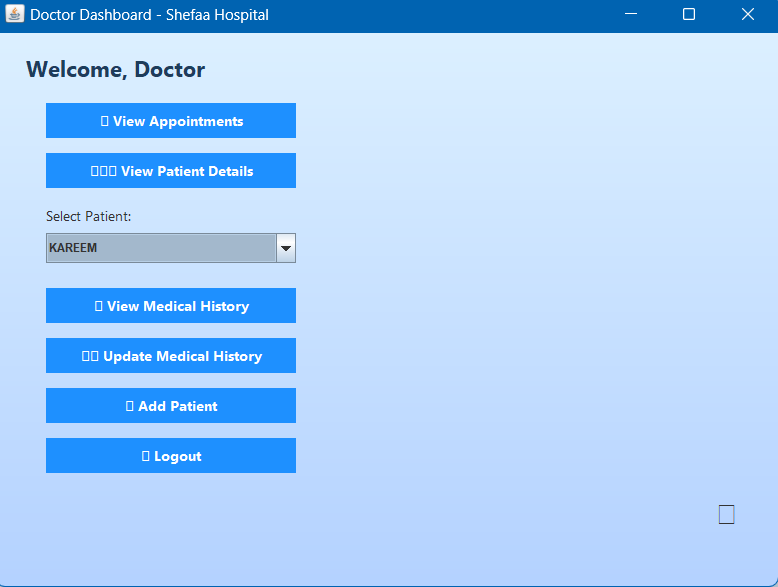 Doctor Dashboard - Shefaa Hospital
Welcome, Doctor
View Appointments
View Patient Details
Select Patient:
KAREEM
View Medical History
Update Medical History
Add Patient
Logout